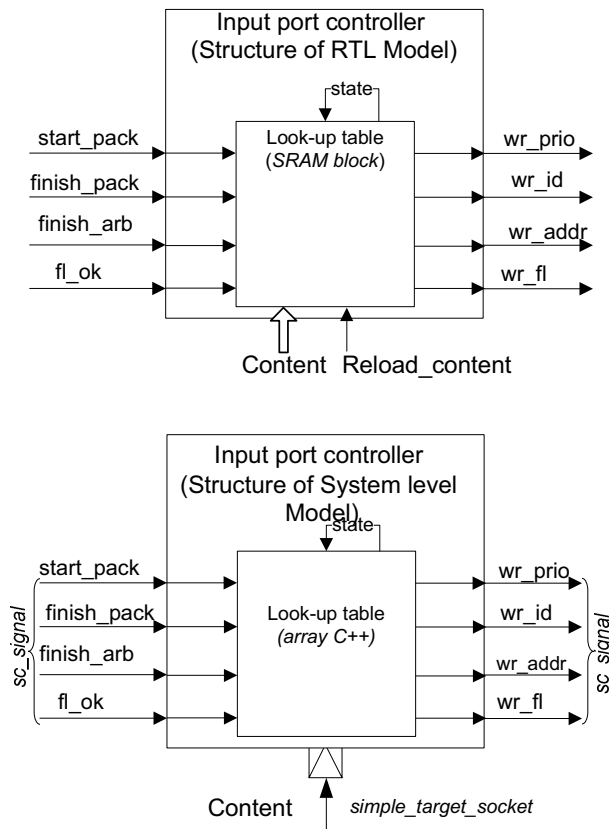 Input port controller
(Structure of RTL Model)
state
Look-up table
(SRAM block)
start_pack
finish_pack
finish_arb
fl_ok
wr_prio
wr_id
wr_addr
wr_fl
Content
Reload_content
Input port controller
(Structure of System level
Model)
state
Look-up table
(array C++)
sc_signal
start_pack
finish_pack
finish_arb
fl_ok
wr_prio
wr_id
wr_addr
wr_fl
sc_signal
Content
simple_target_socket